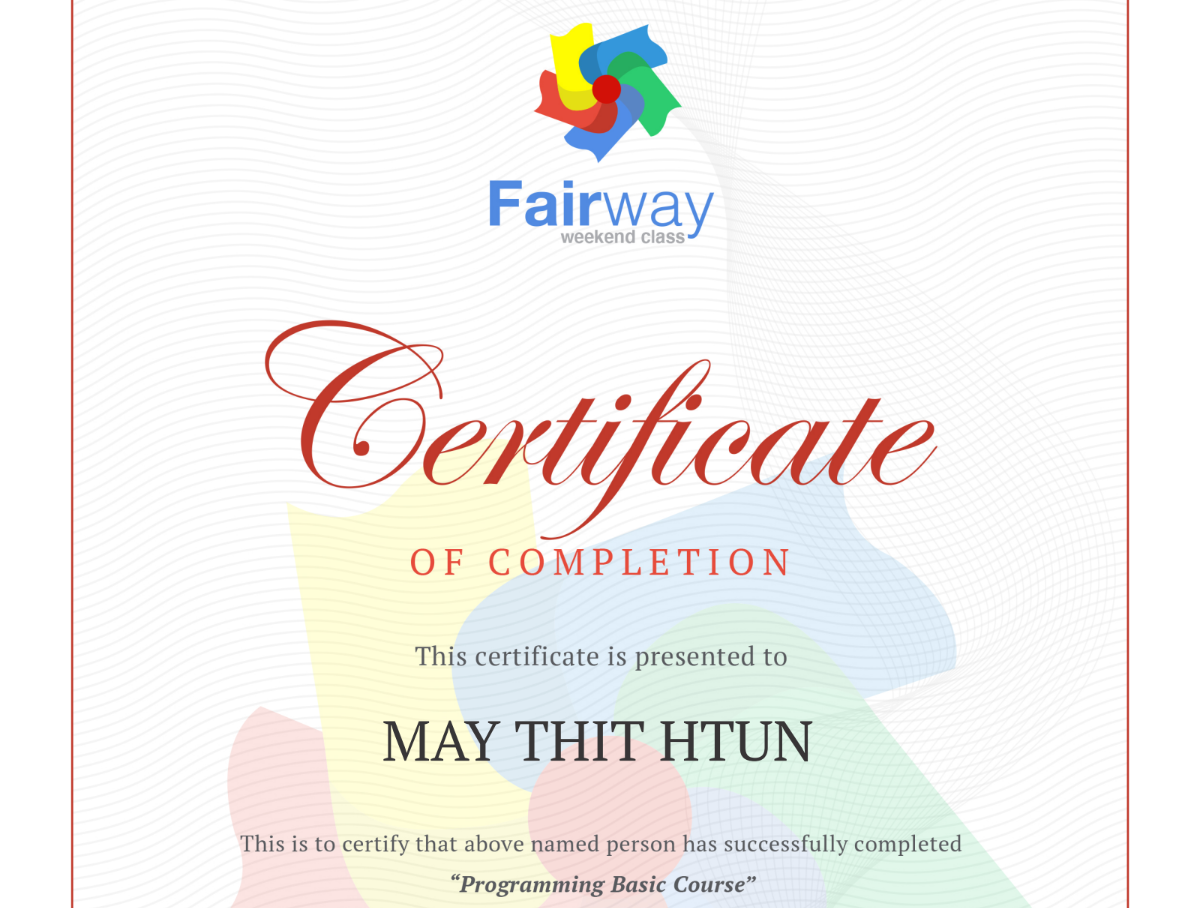 Fairway
weekend class
Certificate
OF COMPLETION
This certificate is presented to
MAY THIT HTUN
This is to certify that above named person has successfully completed
“Programming Basic Course”